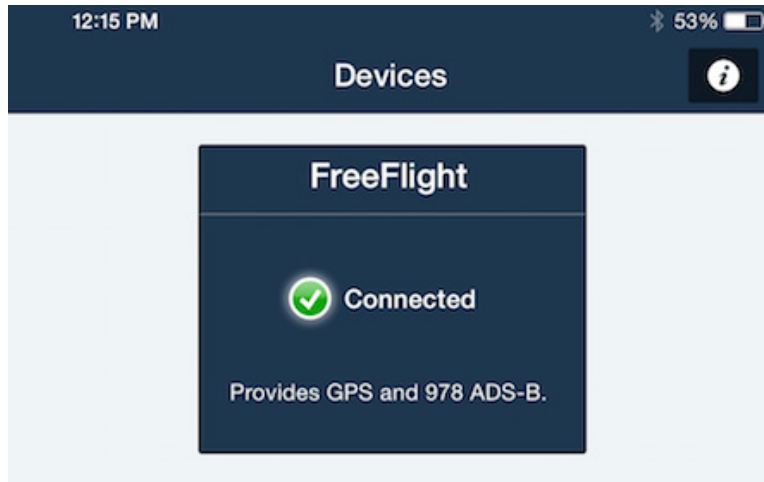 12:15 PM 53%
Devices
FreeFlight
Connected
Provides GPS and 978 ADS-B.